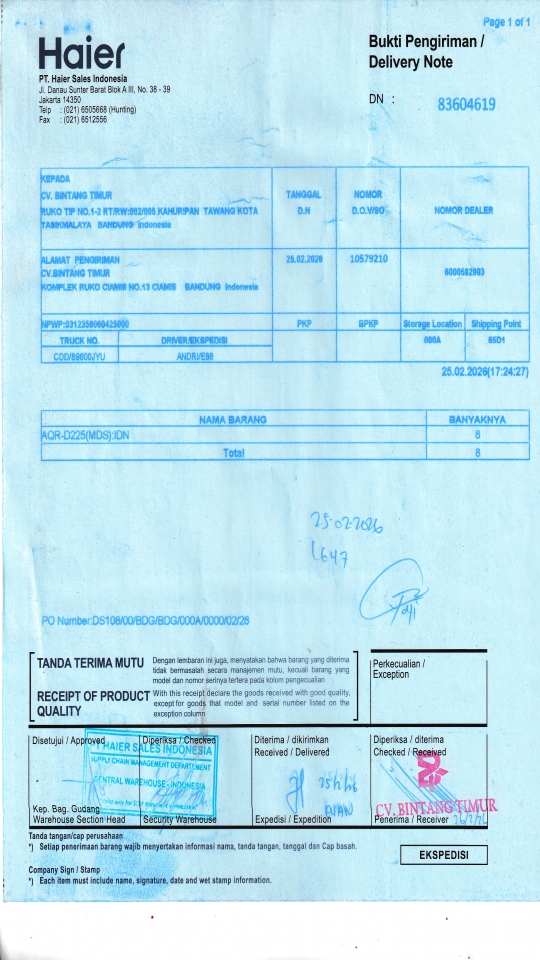 Page 1 of 1
Haier
Bukti Pengiriman /
Delivery Note
PT. Haier Sales Indonesia
Jl. Danau Sunter Barat Blok A III, No. 38 - 39
Jakarta 14350
Telp : (021) 6505668 (Hunting)
Fax : (021) 6512556
DN : 83604619
KEPADA
CV. BINTANG TIMUR
RUKO TIP NO.1-2 RT/RW:002/005 KAHURIPAN TAWANG KOTA
TASIKMALAYA BANDUNG Indonesia
TANGGAL
D.N
NOMOR
D.O.W/SO
NOMOR DEALER
ALAMAT PENGIRIMAN
CV.BINTANG TIMUR
KOMPLEK RUKO CIAMIS NO.13 CIAMIS BANDUNG Indonesia
25.02.2026
10579210
6000582993
NPWP:0312358060425000
PKP
BPKP
Storege Location
Shipping Point
TRUCK NO.
DRIVER/EKSPEDISI
000A
65D1
CDD/B9600JYU
ANDRI/E86
25.02.2026(17:24:27)
NAMA BARANG
BANYAKNYA
AQR-D225(MDS):IDN
8
Total
8
25-02-2026
1647
PO Number:DS108/00/BDG/BDG/000A/0000/02/26
TANDA TERIMA MUTU
Dengan lembaran ini juga, menyatakan bahwa barang yang diterima
tidak bermasalah secara manajemen mutu, kecuali barang yang
model dan nomor serinya tertera pada kolom pengecualian
RECEIPT OF PRODUCT
QUALITY
With this receipt declare the goods received with good quality,
except for goods that model and serial number listed on the
exception column
Perkecualian /
Exception
Disetujui / Approved
Diperiksa / Checked
Diterima / dikirimkan
Received / Delivered
Diperiksa / diterima
Checked / Received
HAIER SALES INDONESIA
SUPPLY CHAIN MANAGEMENT DEPARTEMENT
CENTRAL WAREHOUSE - INDONESIA
CV. BINTANG TIMUR
Kep. Bag. Gudang
Warehouse Section Head
Security Warehouse
Expedisi / Expedition
Penerima / Receiver
Tanda tangan/cap perusahaan
*) Setiap penerimaan barang wajib menyertakan informasi nama, tanda tangan, tanggal dan Cap basah.
EKSPEDISI
Company Sign / Stamp
*) Each item must include name, signature, date and wet stamp information.